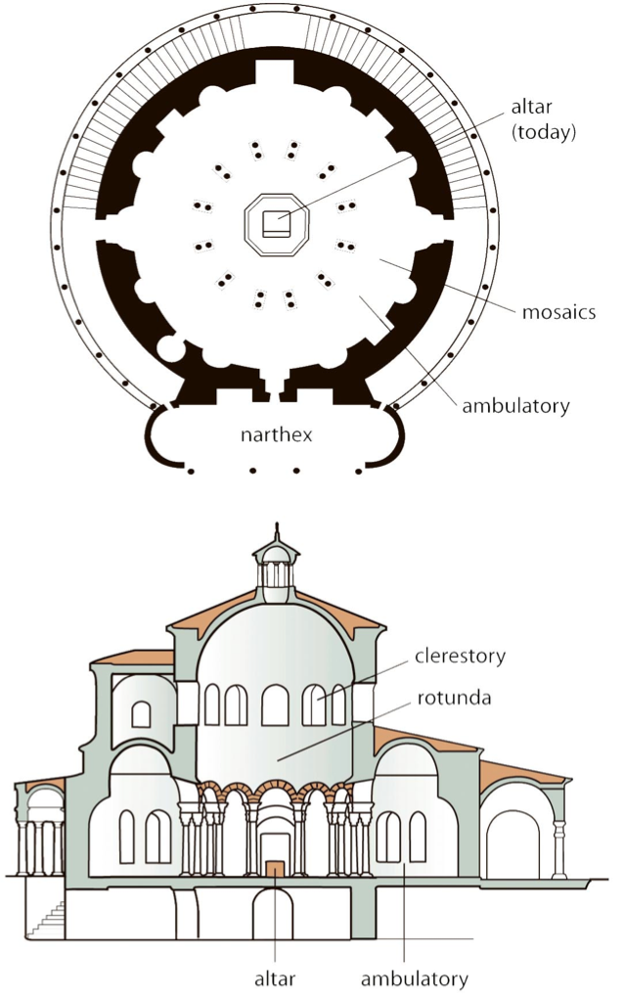 altar
(today)
mosaics
ambulatory
narthex
clerestory
rotunda
altar
ambulatory